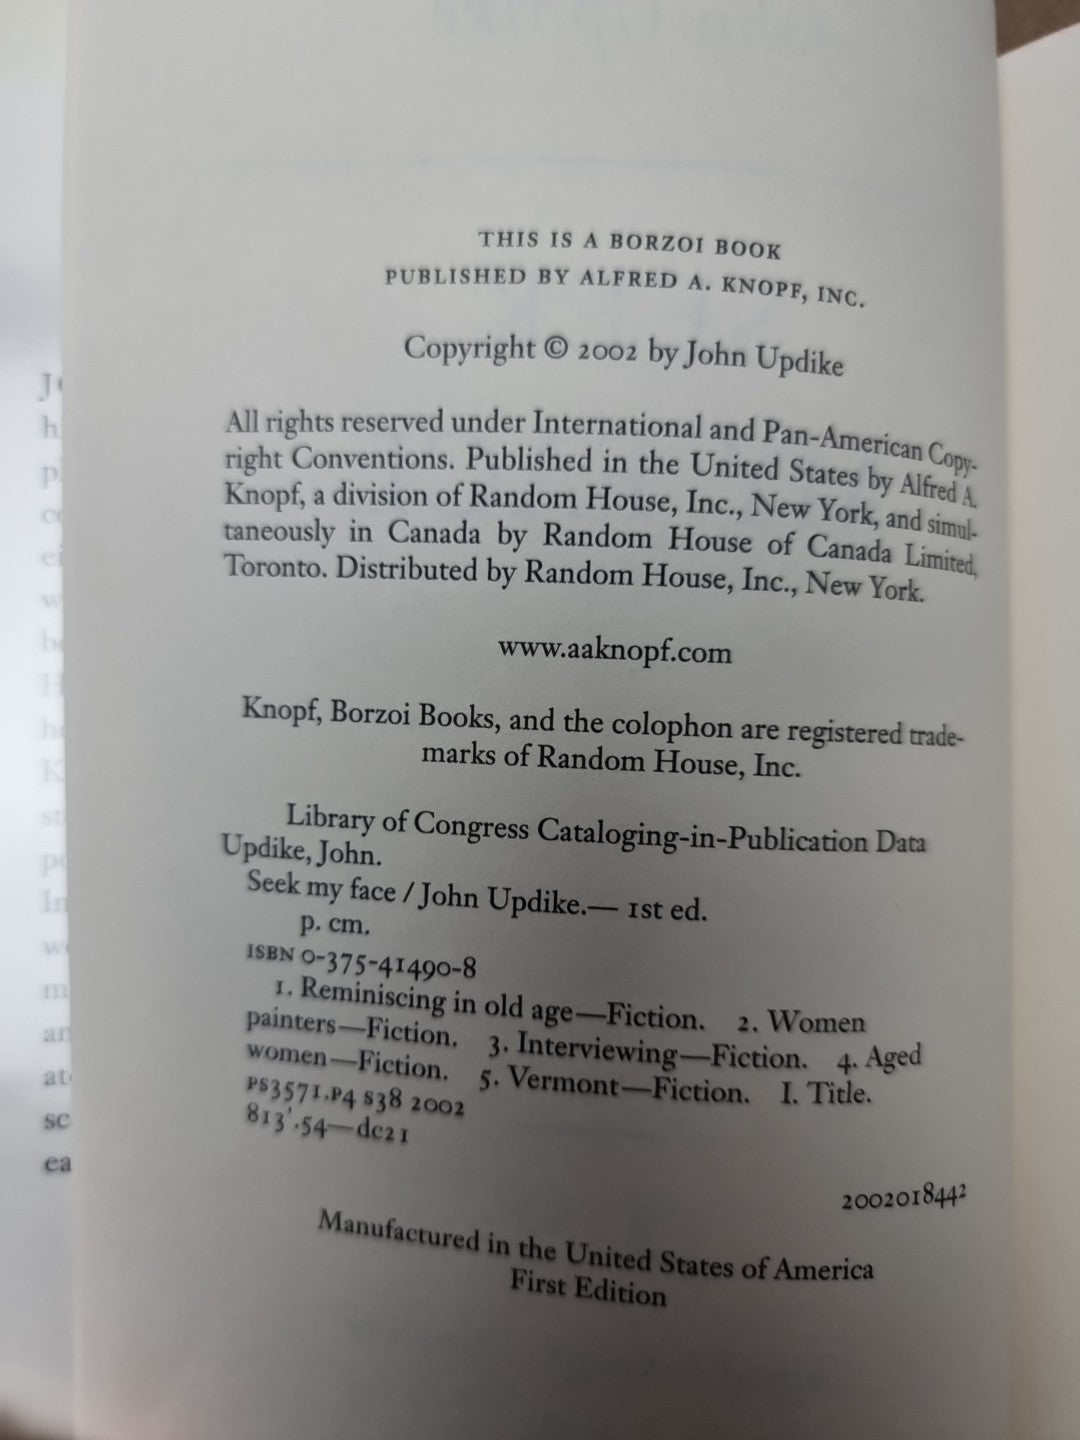 THIS IS A BORZOI BOOK
PUBLISHED BY ALFRED A. KNOPF, INC.
Copyright © 2002 by John Updike
All rights reserved under International and Pan-American Copy-
right Conventions. Published in the United States by Alfred A.
Knopf, a division of Random House, Inc., New York, and simul-
taneously in Canada by Random House of Canada Limited,
Toronto. Distributed by Random House, Inc., New York.
www.aaknopf.com
Knopf, Borzoi Books, and the colophon are registered trade-
marks of Random House, Inc.
Library of Congress Cataloging-in-Publication Data
Updike, John.
Seek my face / John Updike.— 1st ed.
p. cm.
ISBN 0-375-41490-8
1. Reminiscing in old age—Fiction. 2. Women
painters—Fiction. 3. Interviewing—Fiction. 4. Aged
women—Fiction. 5. Vermont—Fiction. I. Title.
PS3571.P4 S38 2002
813'.54—dc21
2002018442
Manufactured in the United States of America
First Edition